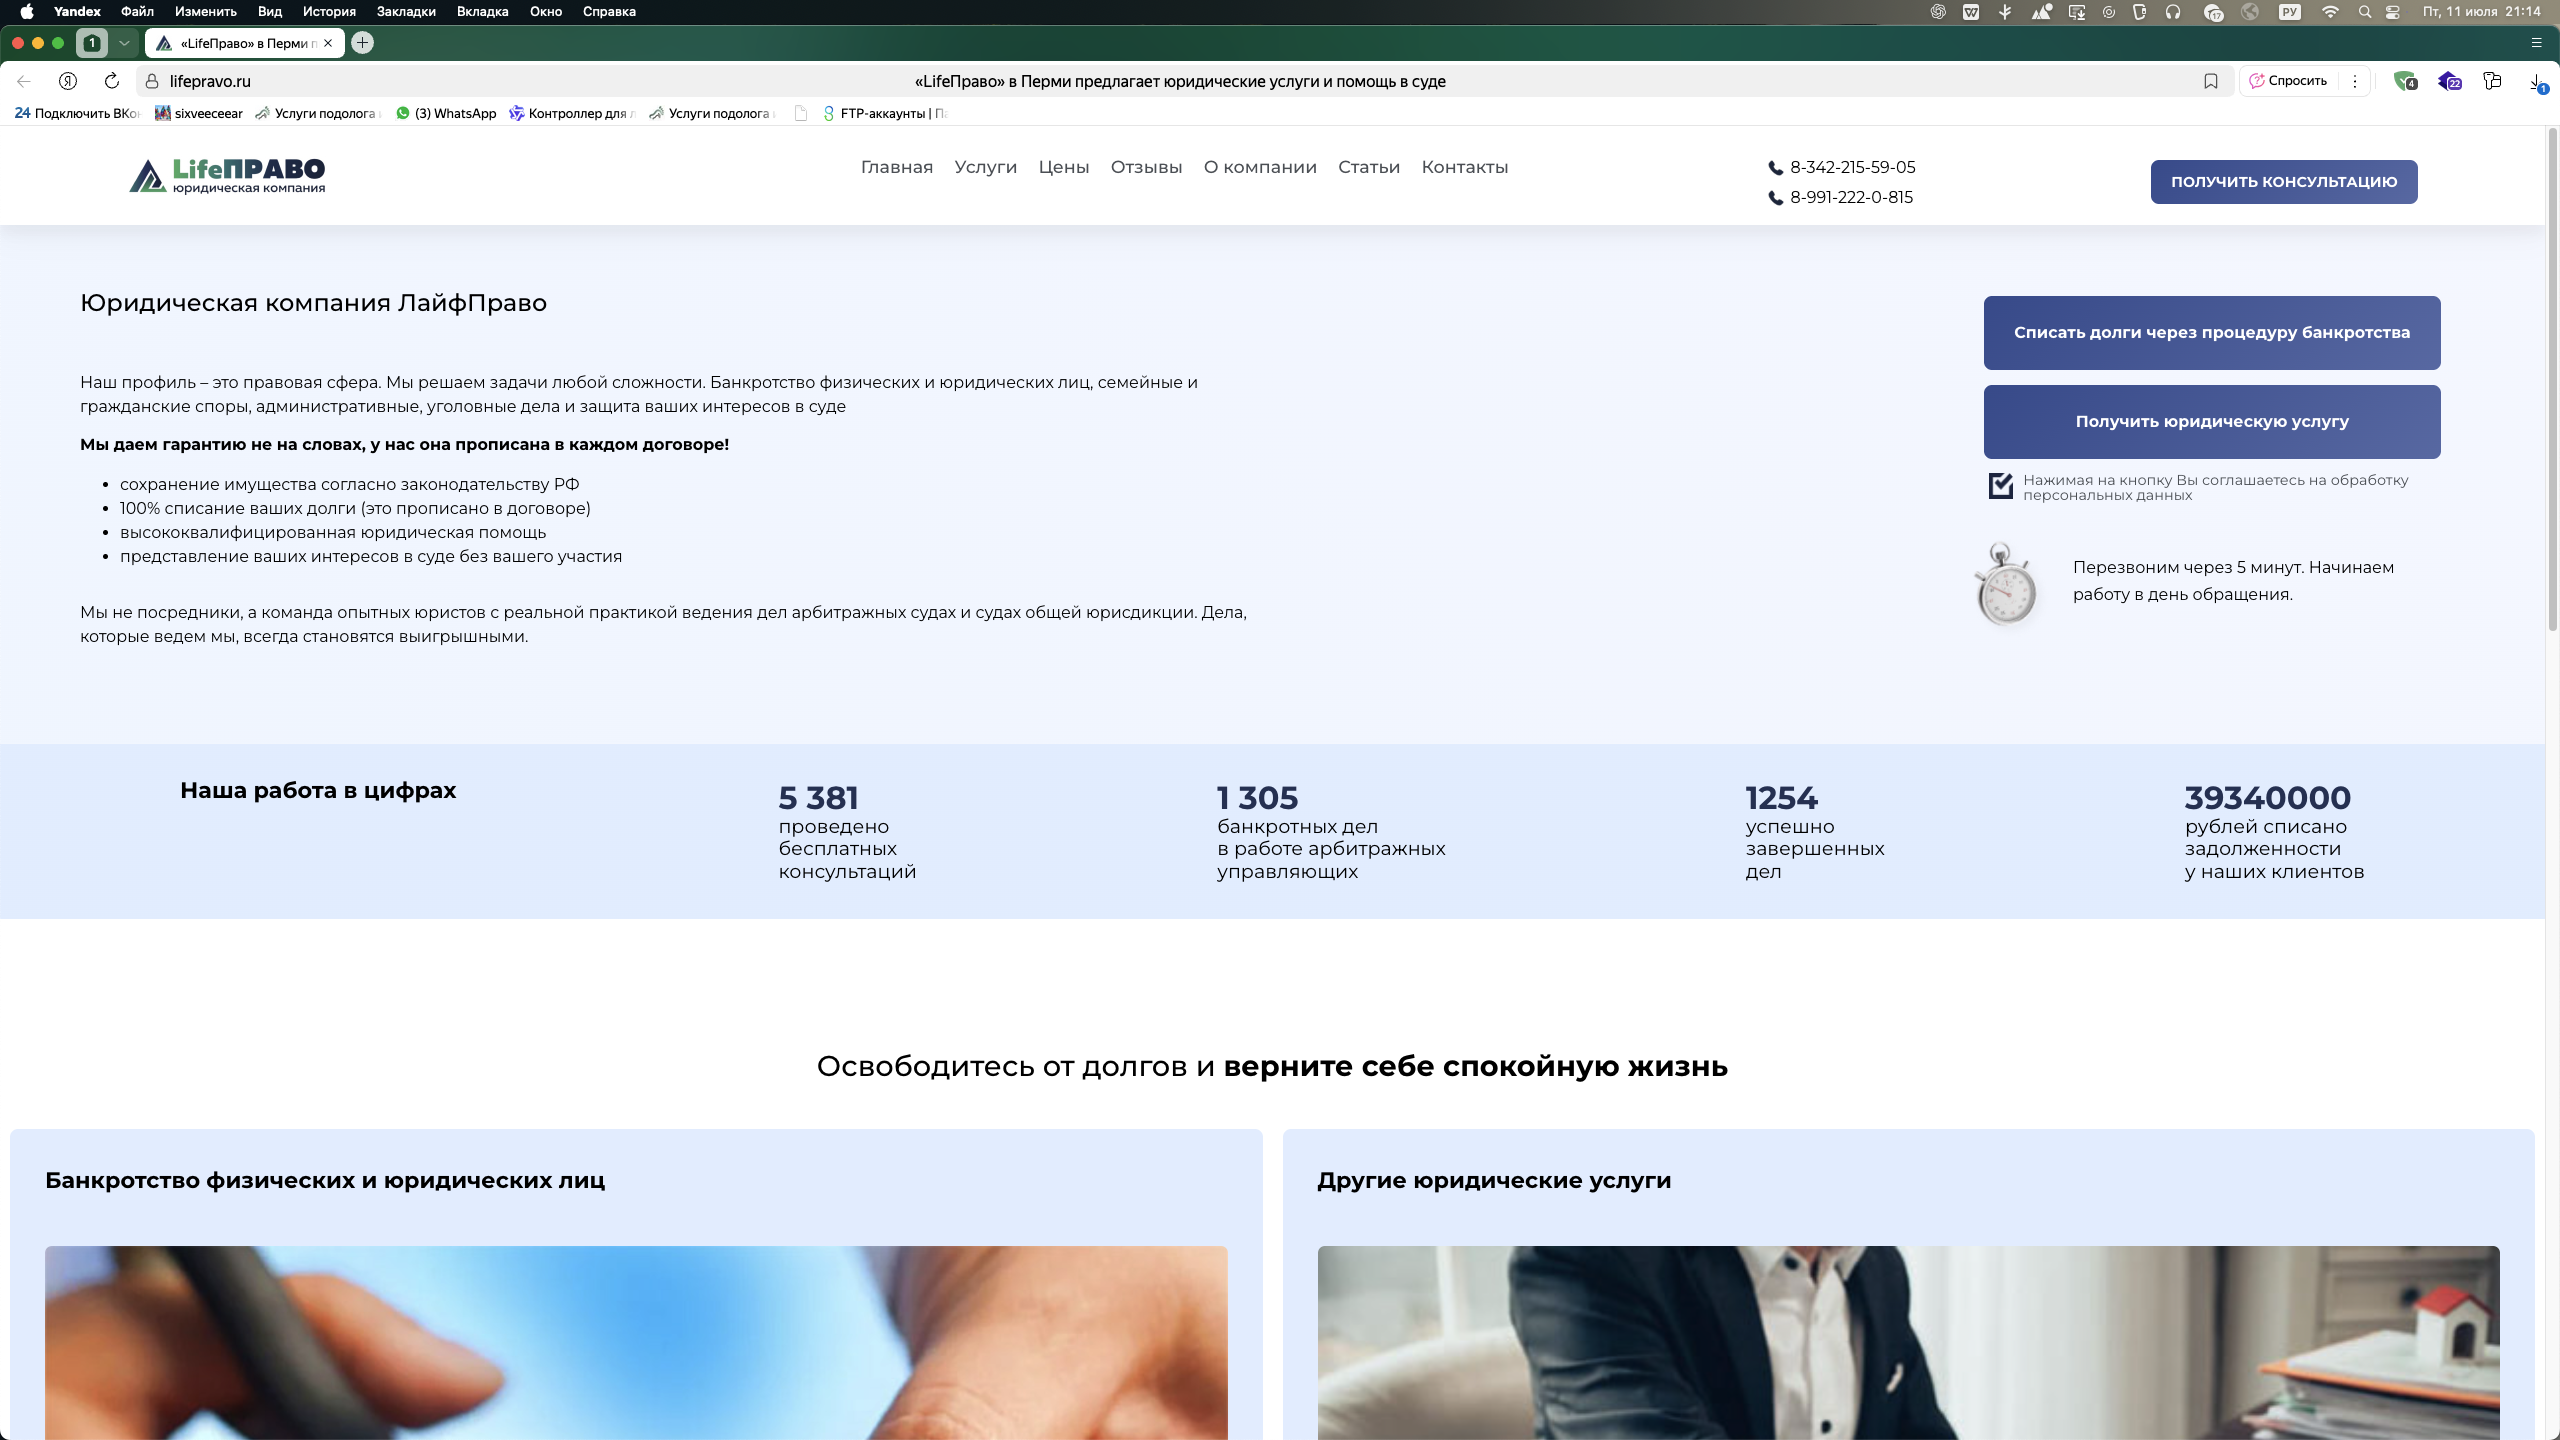 Yandex Файл Изменить Вид История Закладки Вкладка Окно Справка
17 РУ Пт, 11 июля 21:14
1 «LifeПраво» в Перми п
lifepravo.ru «LifeПраво» в Перми предлагает юридические услуги и помощь в суде Спросить 4 22 1
24 Подключить ВКон sixveeceear Услуги подолога (3) WhatsApp Контроллер для л Услуги подолога FTP-аккаунты | Па
LifeПРАВО
юридическая компания
Главная Услуги Цены Отзывы О компании Статьи Контакты
8-342-215-59-05
8-991-222-0-815
ПОЛУЧИТЬ КОНСУЛЬТАЦИЮ
Юридическая компания ЛайфПраво
Наш профиль – это правовая сфера. Мы решаем задачи любой сложности. Банкротство физических и юридических лиц, семейные и
гражданские споры, административные, уголовные дела и защита ваших интересов в суде
Мы даем гарантию не на словах, у нас она прописана в каждом договоре!
• сохранение имущества согласно законодательству РФ
• 100% списание ваших долги (это прописано в договоре)
• высококвалифицированная юридическая помощь
• представление ваших интересов в суде без вашего участия
Мы не посредники, а команда опытных юристов с реальной практикой ведения дел арбитражных судах и судах общей юрисдикции. Дела,
которые ведем мы, всегда становятся выигрышными.
Списать долги через процедуру банкротства
Получить юридическую услугу
Нажимая на кнопку Вы соглашаетесь на обработку
персональных данных
Перезвоним через 5 минут. Начинаем
работу в день обращения.
Наша работа в цифрах
5 381
проведено
бесплатных
консультаций
1 305
банкротных дел
в работе арбитражных
управляющих
1254
успешно
завершенных
дел
39340000
рублей списано
задолженности
у наших клиентов
Освободитесь от долгов и верните себе спокойную жизнь
Банкротство физических и юридических лиц
Другие юридические услуги